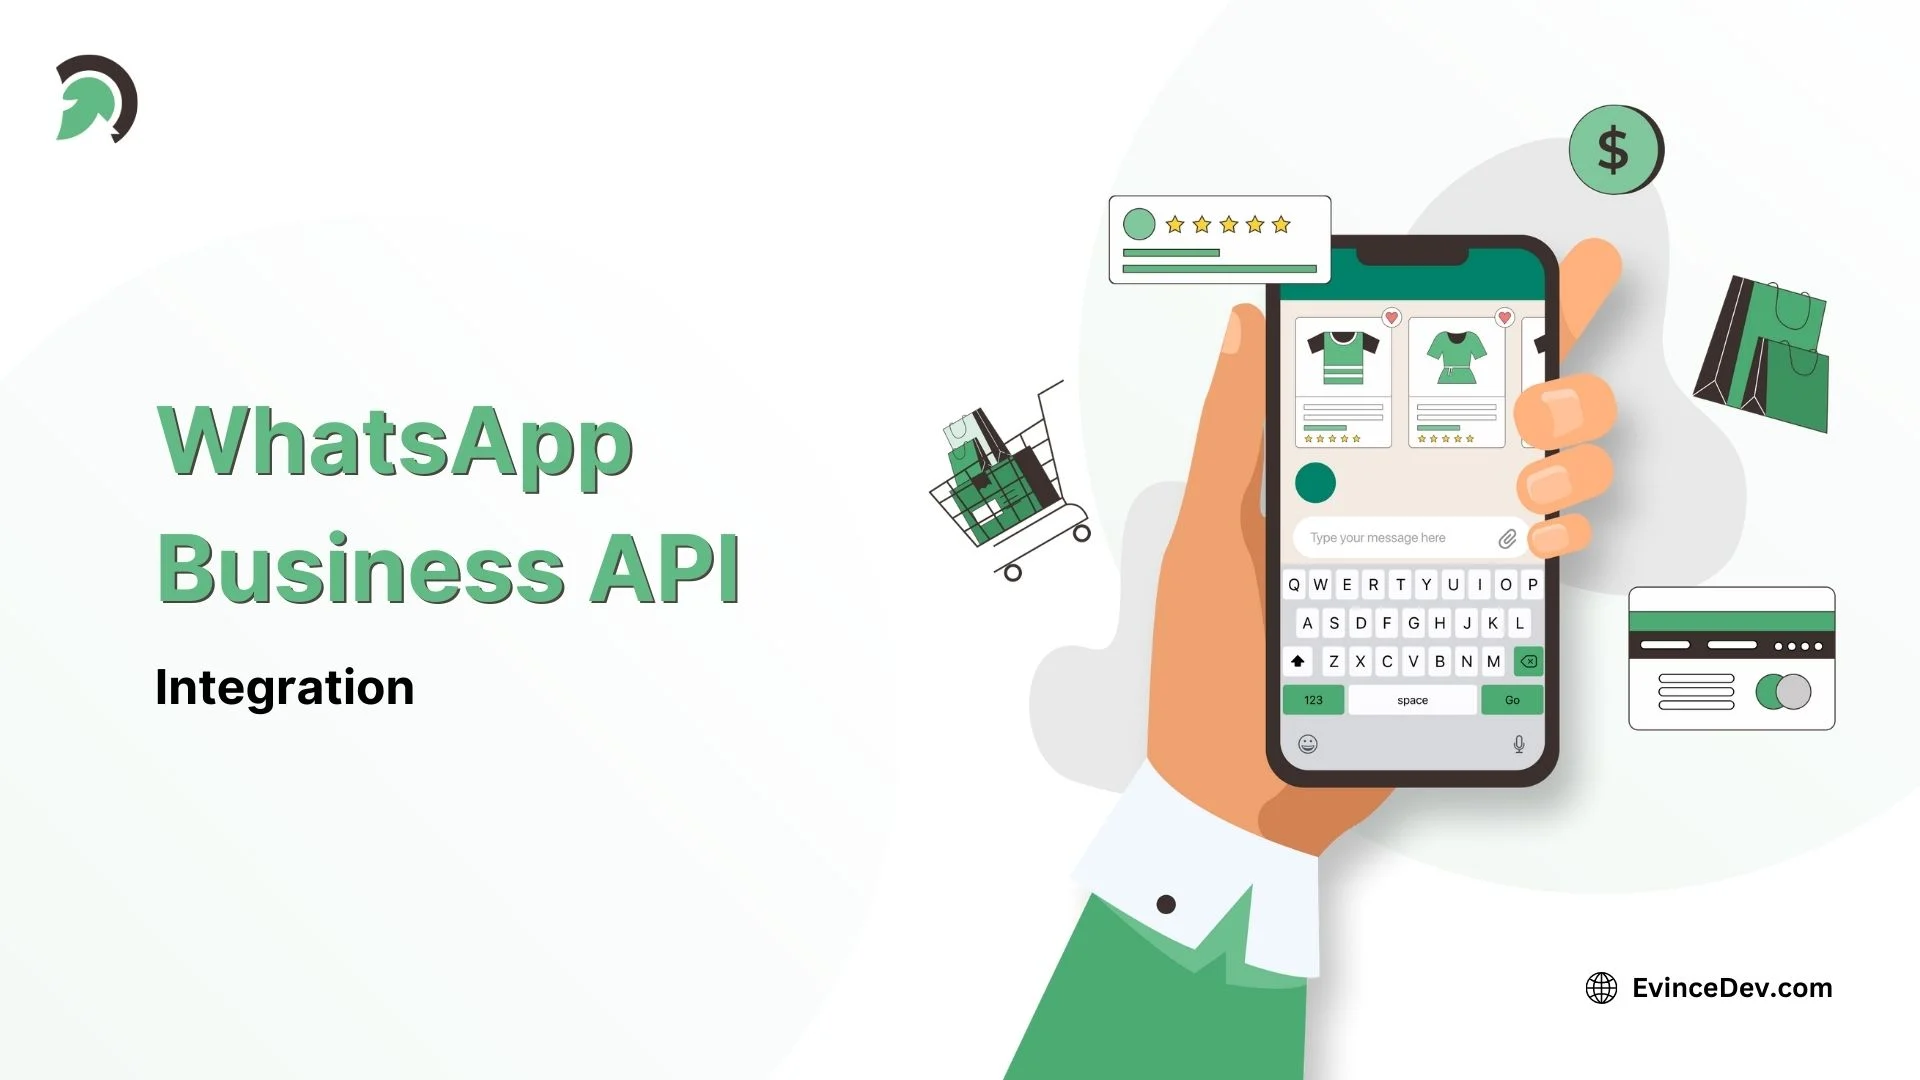 WhatsApp
Business API
Integration
$
Type your message here
Q W E R T Y U I O P
A S D F G H J K L
Z X C V B N M
123 space Go
EvinceDev.com